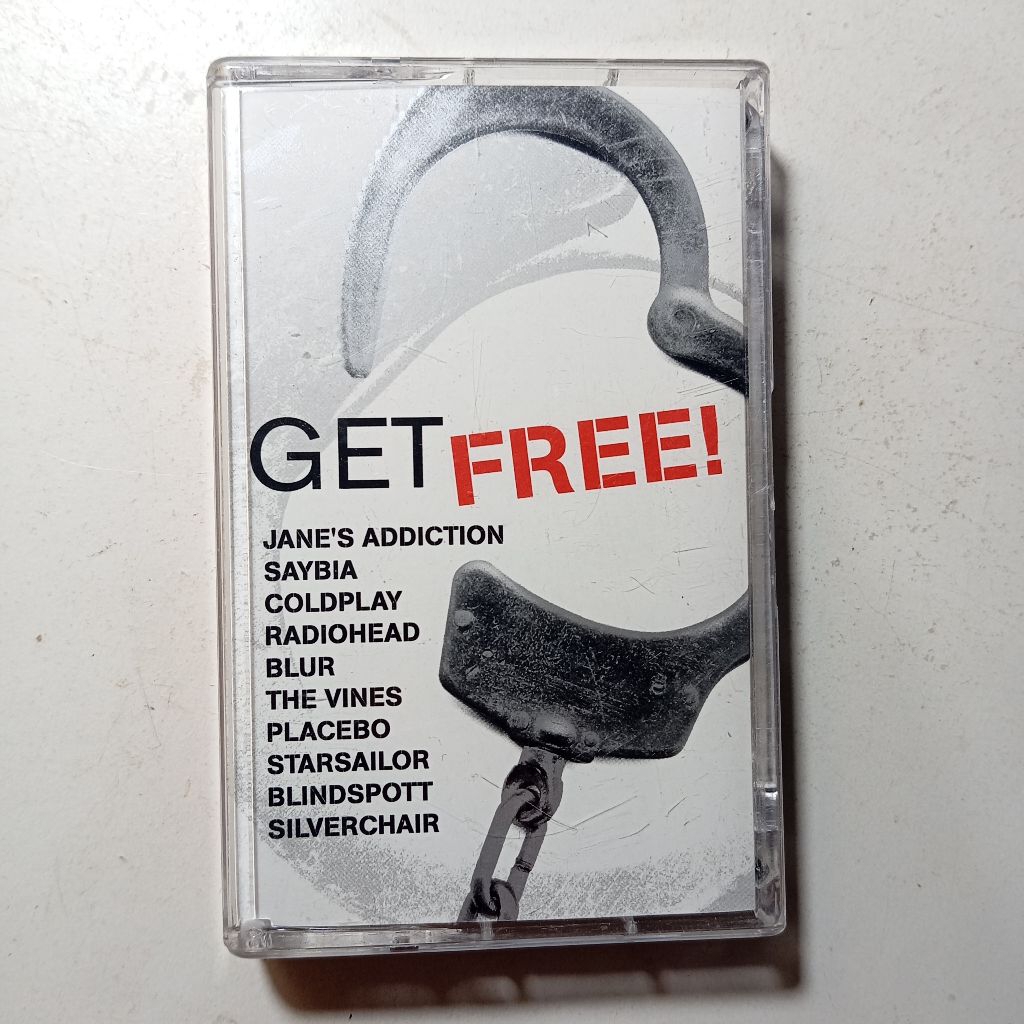 GET FREE!
JANE'S ADDICTION
SAYBIA
COLDPLAY
RADIOHEAD
BLUR
THE VINES
PLACEBO
STARSAILOR
BLINDSPOTT
SILVERCHAIR